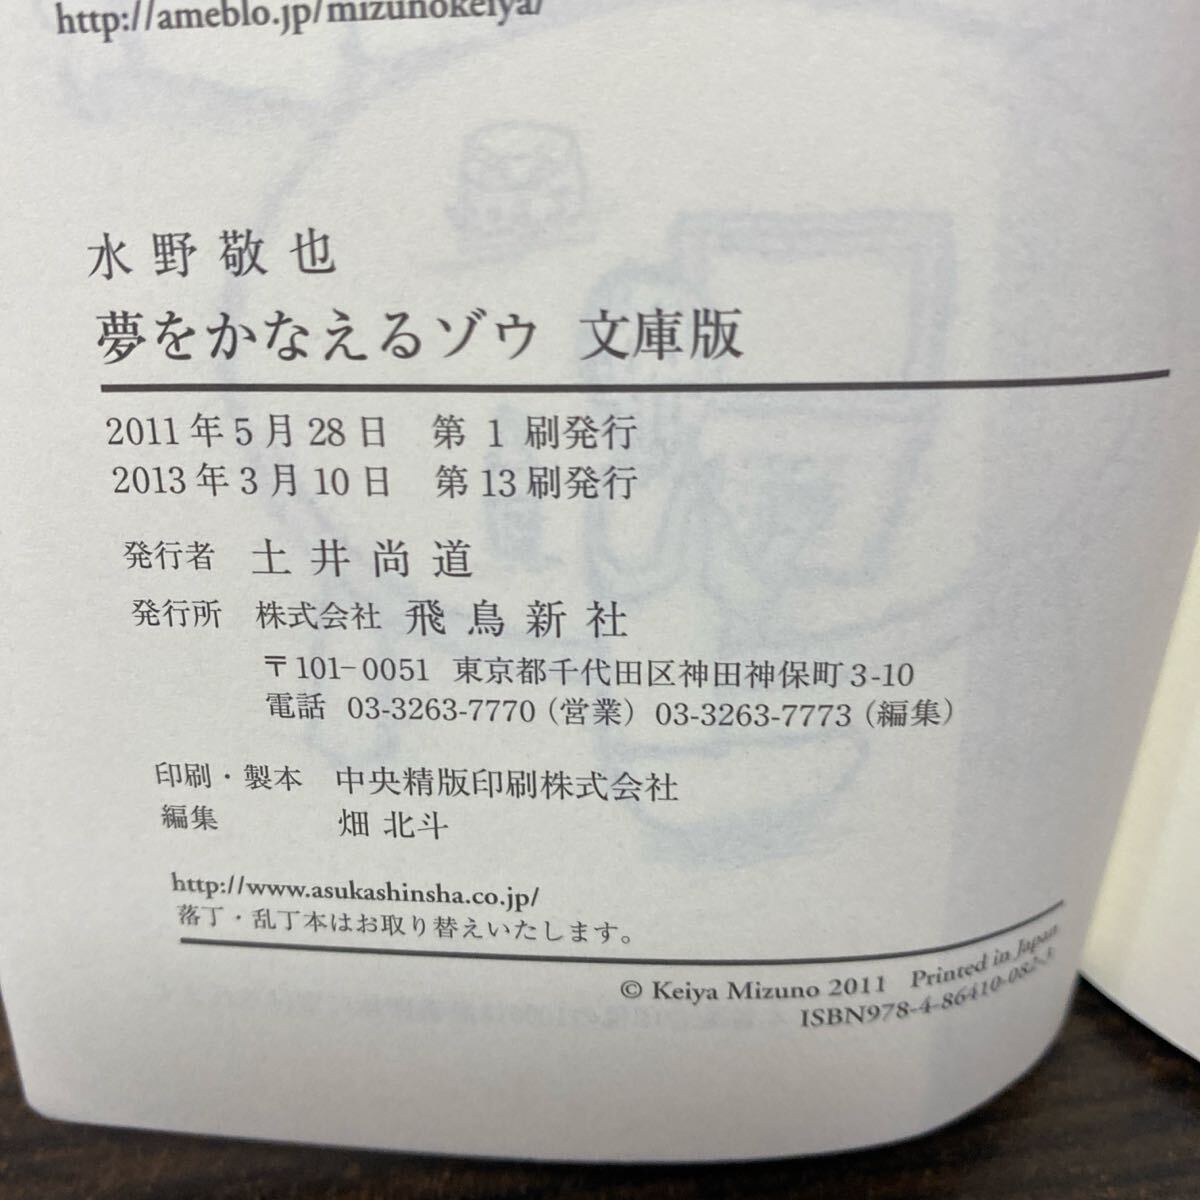 http://ameblo.jp/mizunokeiya/
水野敬也
夢をかなえるゾウ 文庫版
2011年5月28日 第1刷発行
2013年3月10日 第13刷発行
発行者 土井尚道
発行所 株式会社 飛鳥新社
〒101-0051 東京都千代田区神田神保町3-10
電話 03-3263-7770（営業）03-3263-7773（編集）
印刷・製本 中央精版印刷株式会社
編集 畑 北斗
http://www.asukashinsha.co.jp/
落丁・乱丁本はお取り替えいたします。
© Keiya Mizuno 2011 Printed in Japan
ISBN978-4-86410-082-3